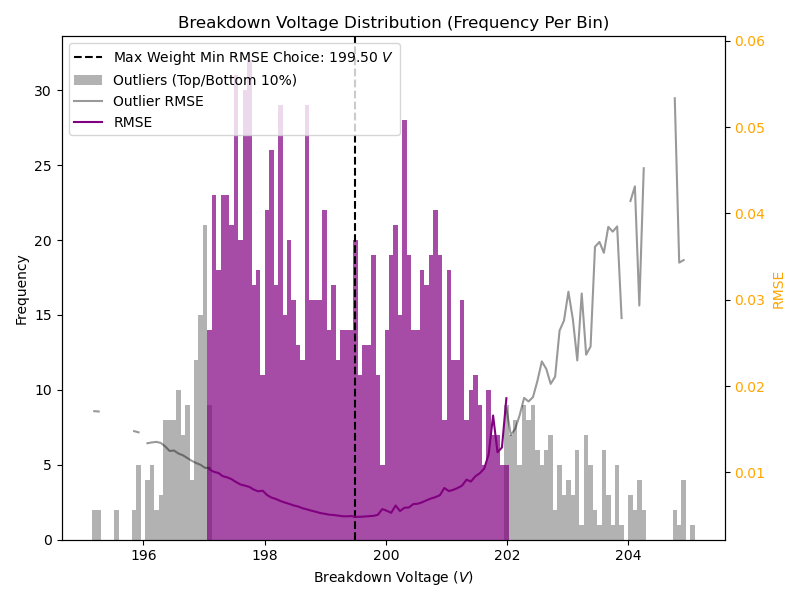 Breakdown Voltage Distribution (Frequency Per Bin)
Max Weight Min RMSE Choice: 199.50 V
Outliers (Top/Bottom 10%)
Outlier RMSE
RMSE
Frequency
30
25
20
15
10
5
0
0.06
0.05
0.04
0.03
0.02
0.01
RMSE
196 198 200 202 204
Breakdown Voltage (V)